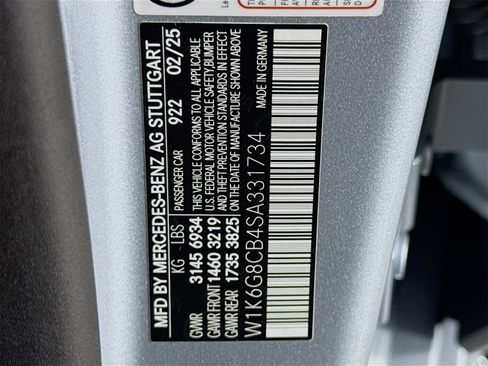 MFD BY MERCEDES-BENZ AG STUTTGART
PASSENGER CAR 922 02/25
KG LBS
GVWR 3145 6934
GAWR FRONT 1460 3219
GAWR REAR 1735 3825
THIS VEHICLE CONFORMS TO ALL APPLICABLE
U.S. FEDERAL MOTOR VEHICLE SAFETY, BUMPER
AND THEFT PREVENTION STANDARDS IN EFFECT ON THE
DATE OF MANUFACTURE SHOWN ABOVE
W1K6G8CB4SA331734
MADE IN GERMANY